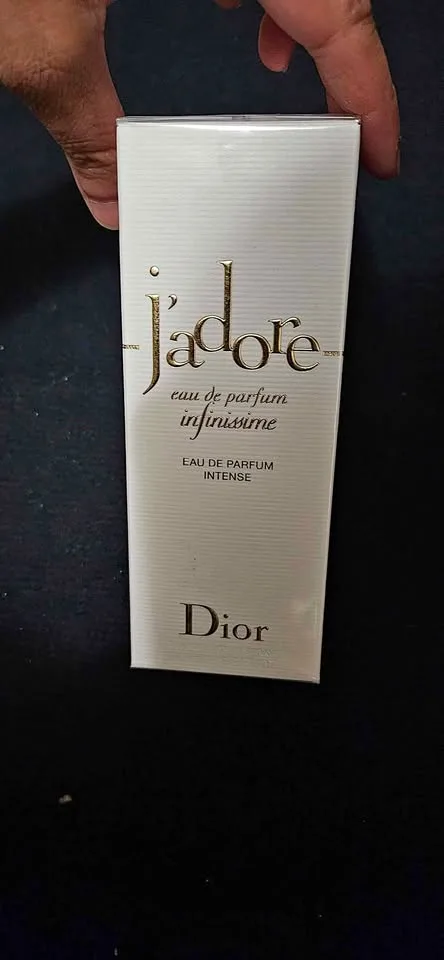 j'adore
eau de parfum
infinissime
EAU DE PARFUM
INTENSE
Dior